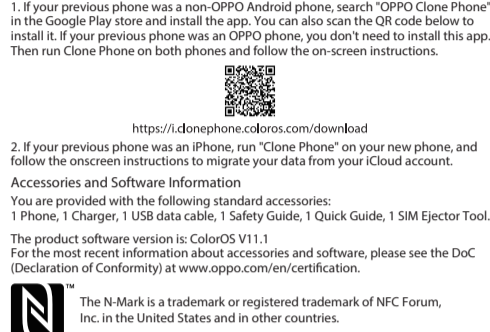 1. If your previous phone was a non-OPPO Android phone, search "OPPO Clone Phone"
in the Google Play store and install the app. You can also scan the QR code below to
install it. If your previous phone was an OPPO phone, you don't need to install this app.
Then run Clone Phone on both phones and follow the on-screen instructions.
https://i.clonephone.coloros.com/download
2. If your previous phone was an iPhone, run "Clone Phone" on your new phone, and
follow the onscreen instructions to migrate your data from your iCloud account.
Accessories and Software Information
You are provided with the following standard accessories:
1 Phone, 1 Charger, 1 USB data cable, 1 Safety Guide, 1 Quick Guide, 1 SIM Ejector Tool.
The product software version is: ColorOS V11.1
For the most recent information about accessories and software, please see the DoC
(Declaration of Conformity) at www.oppo.com/en/certification.
™
The N-Mark is a trademark or registered trademark of NFC Forum,
Inc. in the United States and in other countries.